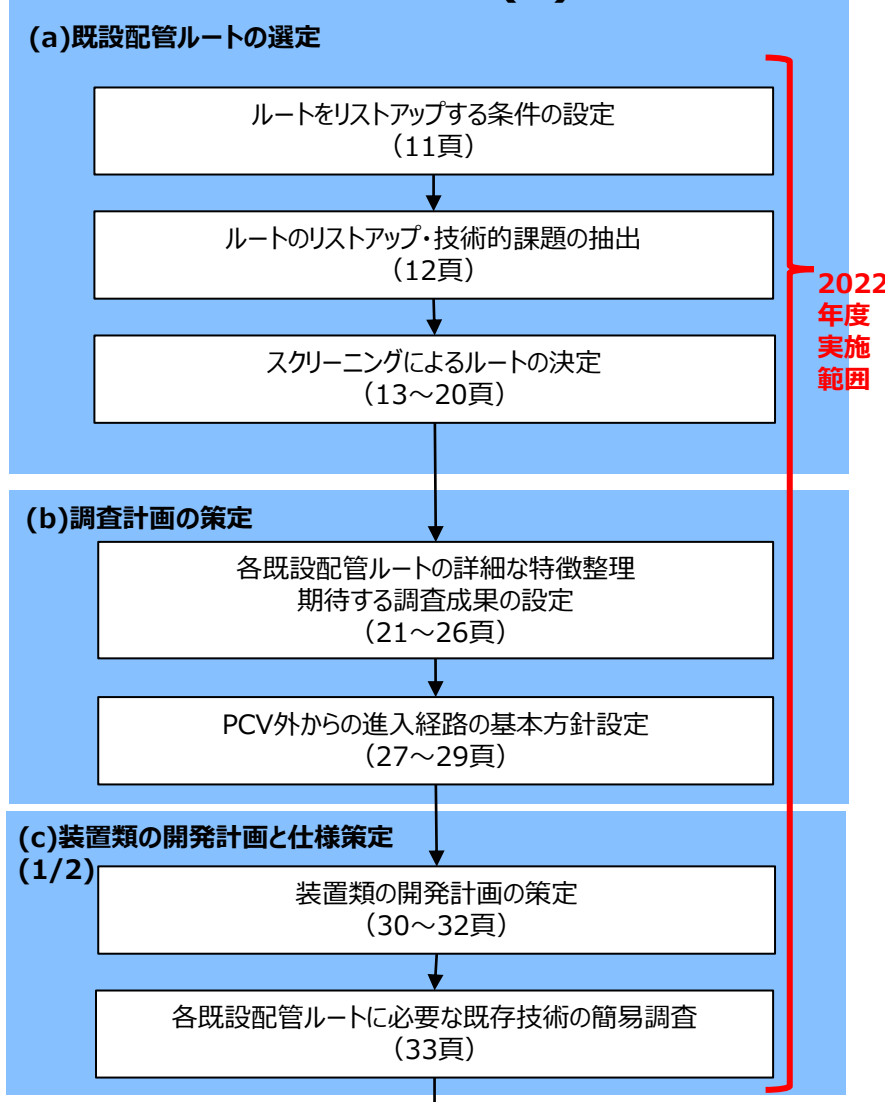 (a)既設配管ルートの選定
ルートをリストアップする条件の設定
（11頁）
ルートのリストアップ・技術的課題の抽出
（12頁）
スクリーニングによるルートの決定
（13～20頁）
2022
年度
実施
範囲
(b)調査計画の策定
各既設配管ルートの詳細な特徴整理
期待する調査成果の設定
（21～26頁）
PCV外からの進入経路の基本方針設定
（27～29頁）
(c)装置類の開発計画と仕様策定
(1/2)
装置類の開発計画の策定
（30～32頁）
各既設配管ルートに必要な既存技術の簡易調査
（33頁）